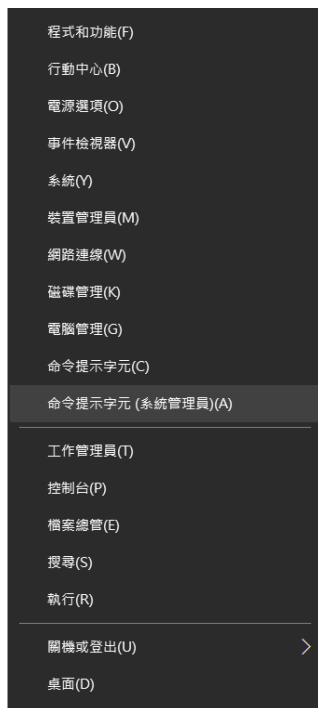 程式和功能(F)
行動中心(B)
電源選項(O)
事件檢視器(V)
系統(Y)
裝置管理員(M)
網路連線(W)
磁碟管理(K)
電腦管理(G)
命令提示字元(C)
命令提示字元 (系統管理員)(A)
工作管理員(T)
控制台(P)
檔案總管(E)
搜尋(S)
執行(R)
關機或登出(U)
桌面(D)